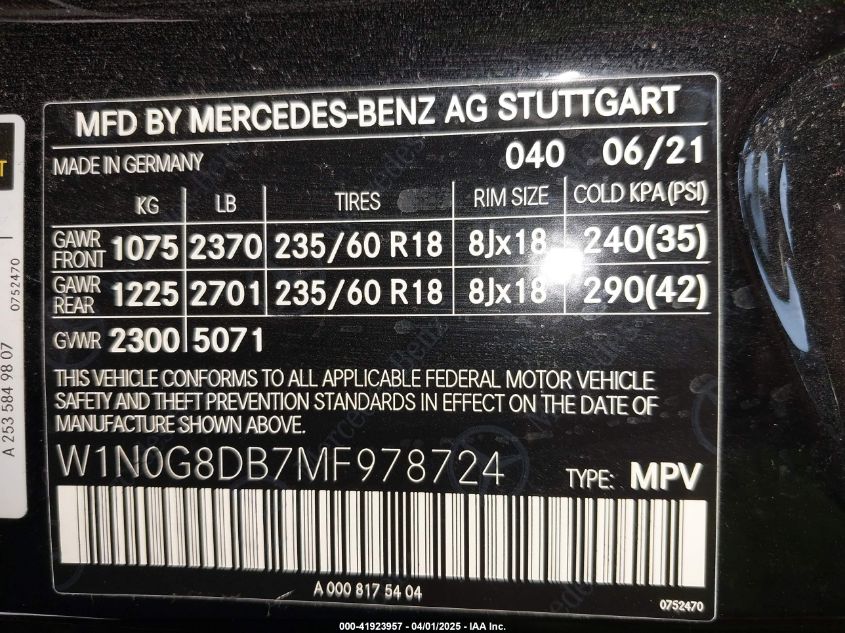 MFD BY MERCEDES-BENZ AG STUTTGART
MADE IN GERMANY 040 06/21
KG LB TIRES RIM SIZE COLD KPA(PSI)
GAWR FRONT 1075 2370 235/60 R18 8Jx18 240(35)
GAWR REAR 1225 2701 235/60 R18 8Jx18 290(42)
GVWR 2300 5071
THIS VEHICLE CONFORMS TO ALL APPLICABLE FEDERAL MOTOR VEHICLE
SAFETY AND THEFT PREVENTION STANDARDS IN EFFECT ON THE DATE OF
MANUFACTURE SHOWN ABOVE.
W1N0G8DB7MF978724 TYPE: MPV
A 000 817 54 04
0752470
A 253 584 98 07
0752470
000-41923957 - 04/01/2025 - IAA Inc.